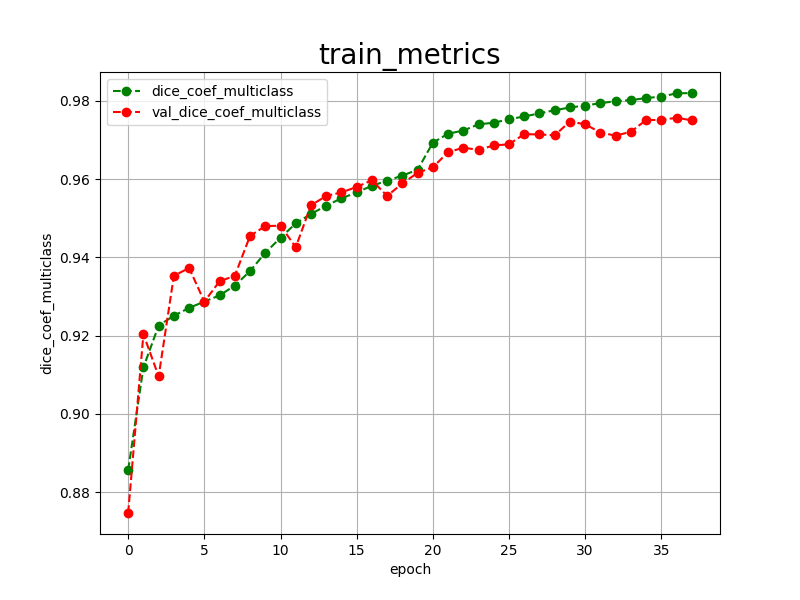 train_metrics
dice_coef_multiclass
val_dice_coef_multiclass
dice_coef_multiclass
0.98
0.96
0.94
0.92
0.90
0.88
0 5 10 15 20 25 30 35
epoch